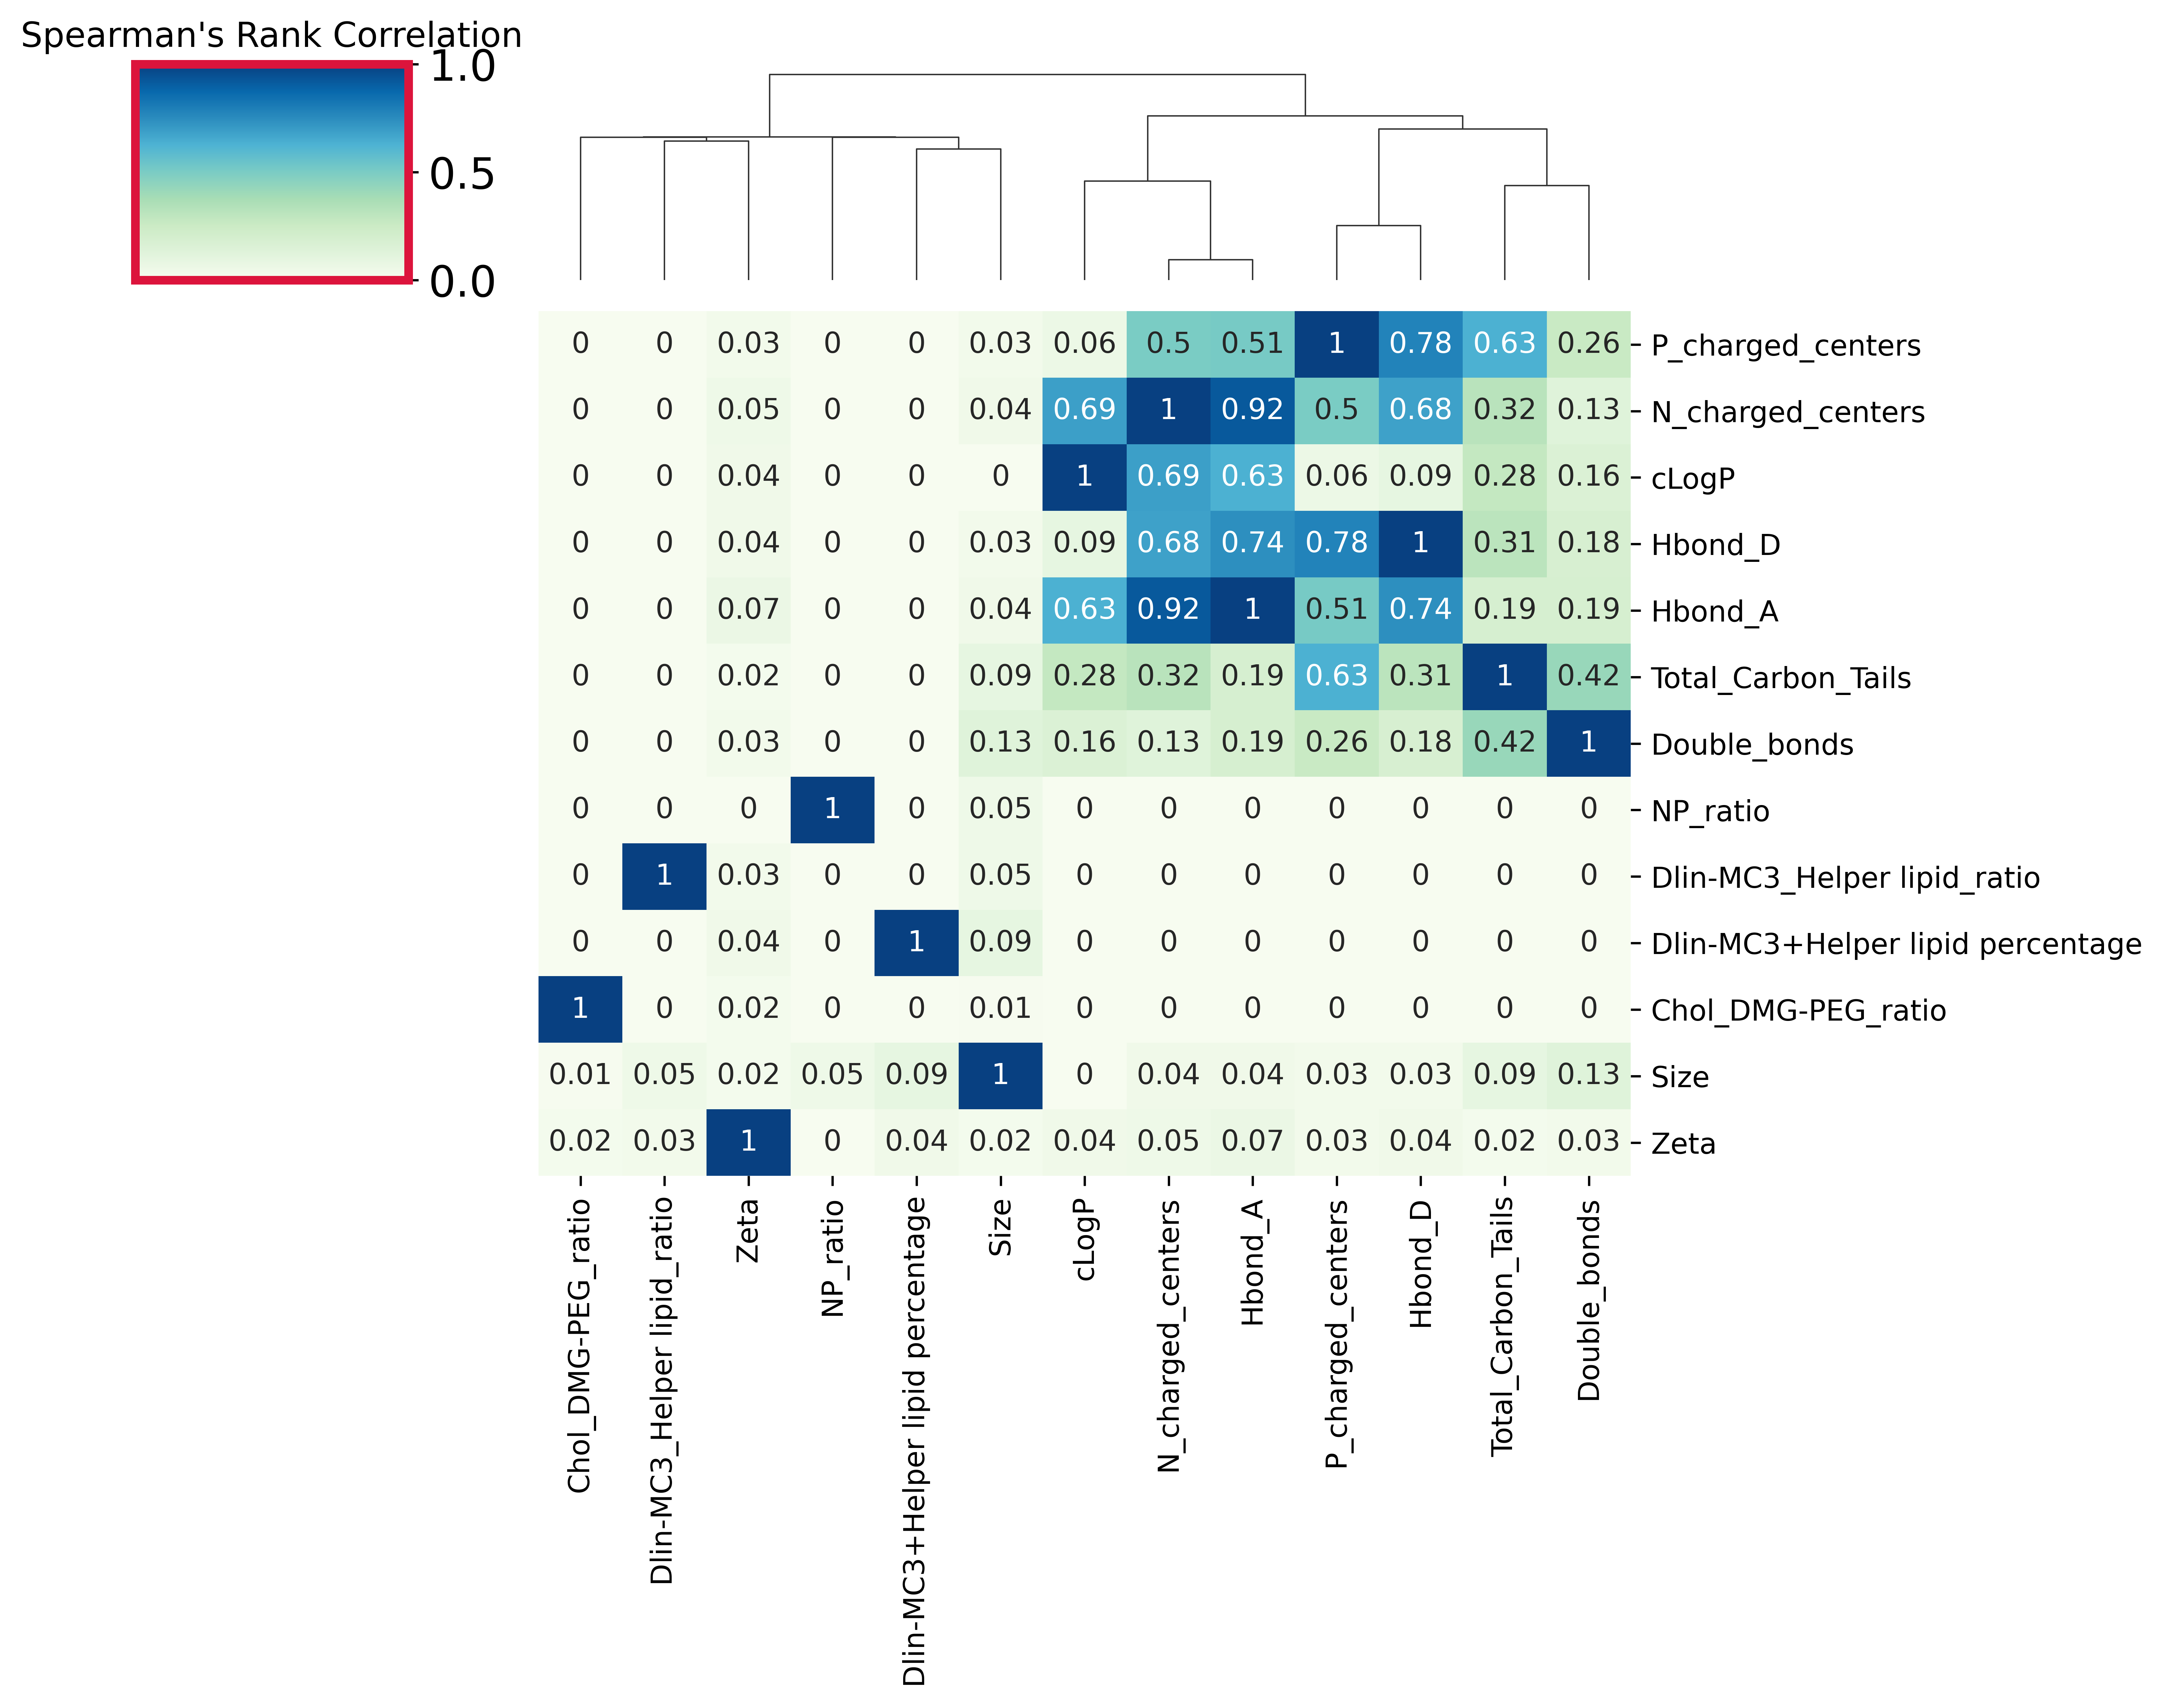 Spearman's Rank Correlation
1.0
0.5
0.0
0 0 0.03 0 0 0.03 0.06 0.5 0.51 1 0.78 0.63 0.26 P_charged_centers
0 0 0.05 0 0 0.04 0.69 1 0.92 0.5 0.68 0.32 0.13 N_charged_centers
0 0 0.04 0 0 0 1 0.69 0.63 0.06 0.09 0.28 0.16 cLogP
0 0 0.04 0 0 0.03 0.09 0.68 0.74 0.78 1 0.31 0.18 Hbond_D
0 0 0.07 0 0 0.04 0.63 0.92 1 0.51 0.74 0.19 0.19 Hbond_A
0 0 0.02 0 0 0.09 0.28 0.32 0.19 0.63 0.31 1 0.42 Total_Carbon_Tails
0 0 0.03 0 0 0.13 0.16 0.13 0.19 0.26 0.18 0.42 1 Double_bonds
0 0 0 1 0 0.05 0 0 0 0 0 0 0 NP_ratio
0 1 0.03 0 0 0.05 0 0 0 0 0 0 0 Dlin-MC3_Helper lipid_ratio
0 0 0.04 0 1 0.09 0 0 0 0 0 0 0 Dlin-MC3+Helper lipid percentage
1 0 0.02 0 0 0.01 0 0 0 0 0 0 0 Chol_DMG-PEG_ratio
0.01 0.05 0.02 0.05 0.09 1 0 0.04 0.04 0.03 0.03 0.09 0.13 Size
0.02 0.03 1 0 0.04 0.02 0.04 0.05 0.07 0.03 0.04 0.02 0.03 Zeta
Chol_DMG-PEG_ratio
Dlin-MC3_Helper lipid_ratio
Zeta
NP_ratio
Dlin-MC3+Helper lipid percentage
Size
cLogP
N_charged_centers
Hbond_A
P_charged_centers
Hbond_D
Total_Carbon_Tails
Double_bonds